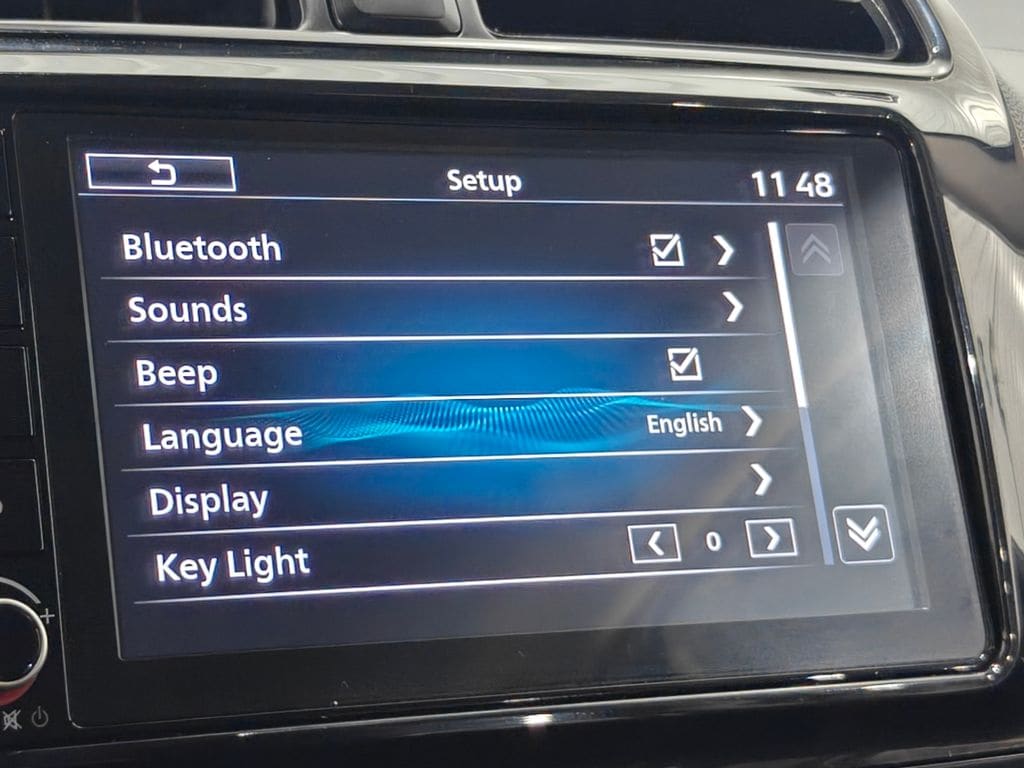 Setup
11 48
Bluetooth
Sounds
Beep
Language English
Display
Key Light 0